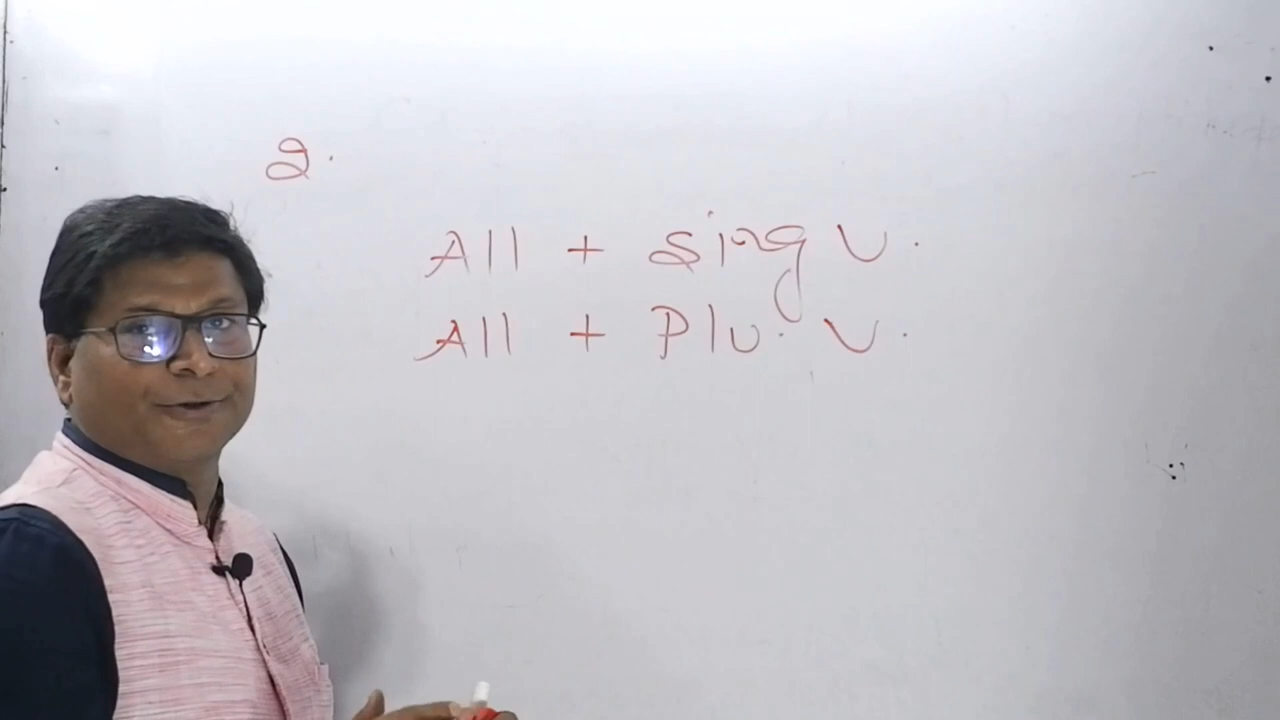 2.
All + Sing V.
All + Plu. V.